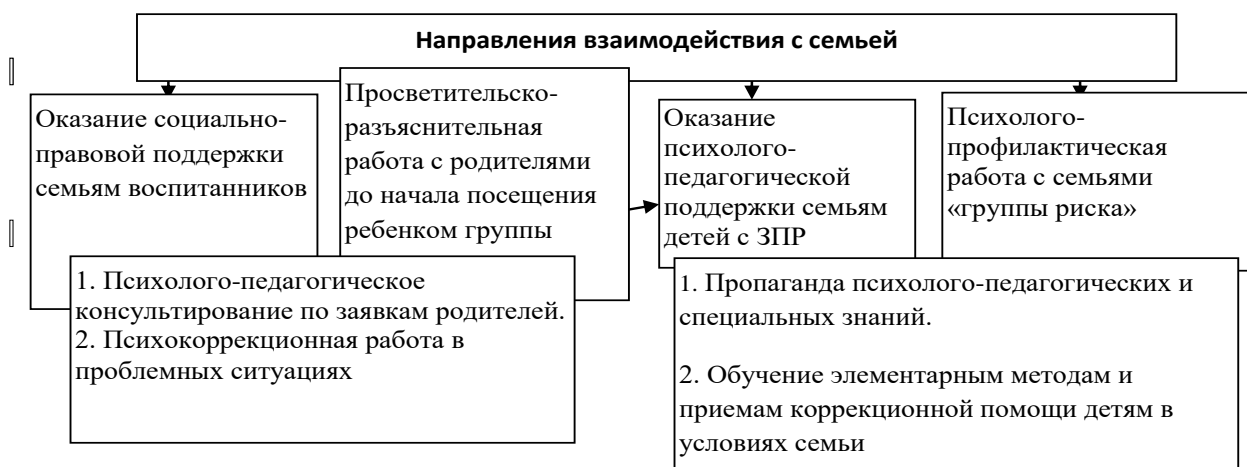 Направления взаимодействия с семьей
Оказание социально-
правовой поддержки
семьям воспитанников
Просветительско-
разъяснительная
работа с родителями
до начала посещения
ребенком группы
Оказание
психолого-
педагогической
поддержки семьям
детей с ЗПР
Психолого-
профилактическая
работа с семьями
«группы риска»
1. Психолого-педагогическое
консультирование по заявкам родителей.
2. Психокоррекционная работа в
проблемных ситуациях
1. Пропаганда психолого-педагогических и
специальных знаний.
2. Обучение элементарным методам и
приемам коррекционной помощи детям в
условиях семьи